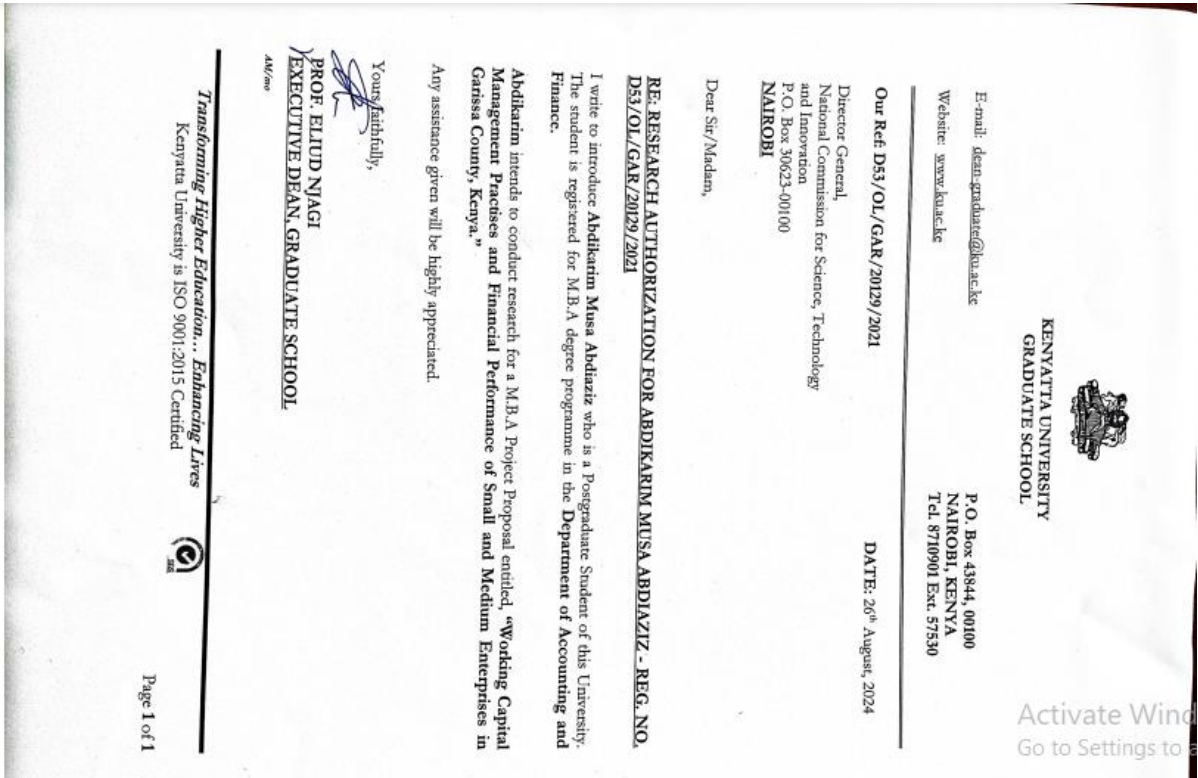 KENYATTA UNIVERSITY
GRADUATE SCHOOL
E-mail: dean-graduate@ku.ac.ke
Website: www.ku.ac.ke
P.O. Box 43844, 00100
NAIROBI, KENYA
Tel. 8710901 Ext. 57530
Our Ref: D53/OL/GAR/20129/2021
DATE: 26th August, 2024
Director General,
National Commission for Science, Technology
and Innovation
P.O. Box 30623-00100
NAIROBI
Dear Sir/Madam,
RE: RESEARCH AUTHORIZATION FOR ABDIKARIM MUSA ABDIAZIZ - REG. NO.
D53/OL/GAR/20129/2021
I write to introduce Abdikarim Musa Abdiaziz who is a Postgraduate Student of this University.
The student is registered for M.B.A degree programme in the Department of Accounting and
Finance.
Abdikarim intends to conduct research for a M.B.A Project Proposal entitled, “Working Capital
Management Practises and Financial Performance of Small and Medium Enterprises in
Garissa County, Kenya.”
Any assistance given will be highly appreciated.
Yours faithfully,
PROF. ELIUD NJAGI
EXECUTIVE DEAN, GRADUATE SCHOOL
AM/mo
Transforming Higher Education... Enhancing Lives
Kenyatta University is ISO 9001:2015 Certified
SGS
Page 1 of 1
Activate Wind
Go to Settings to a